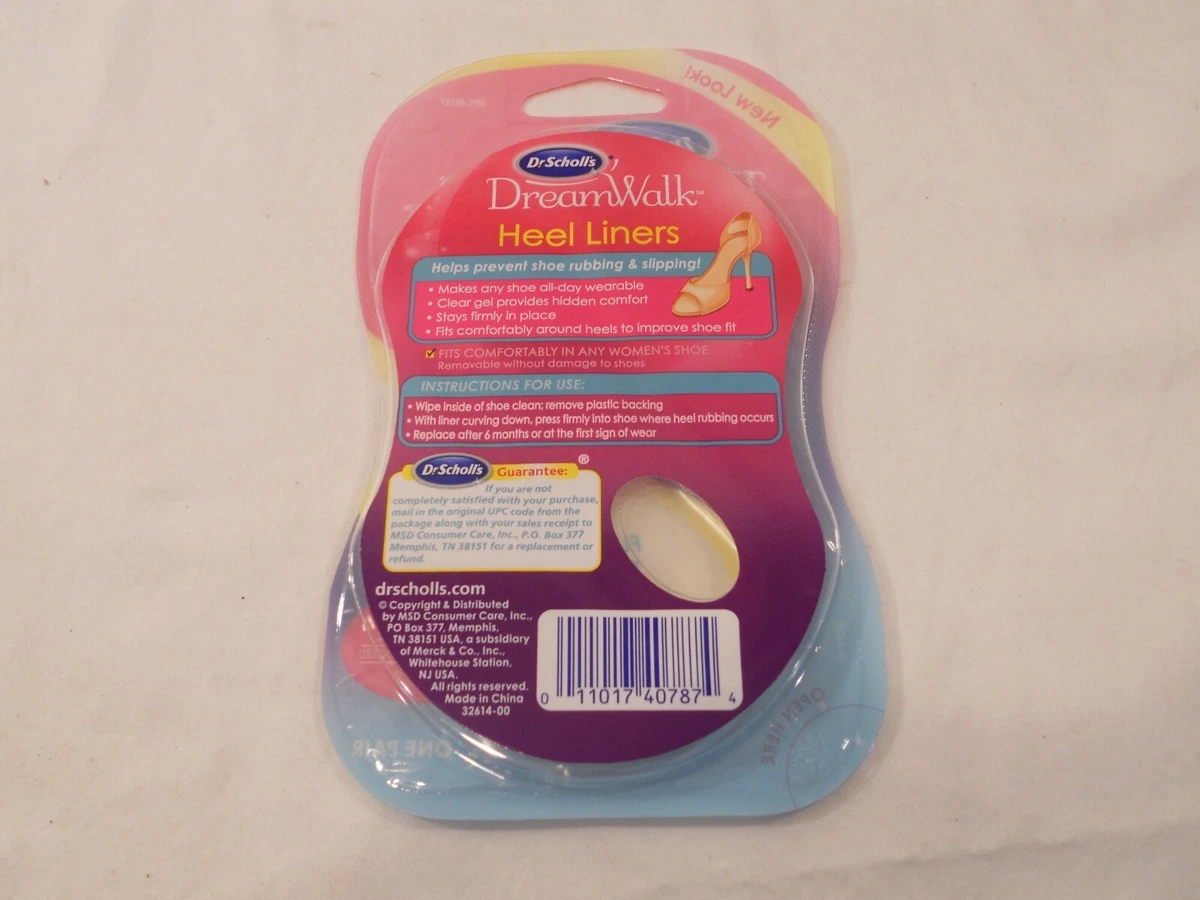 New Look!
Dr Scholl's
DreamWalk™
Heel Liners
Helps prevent shoe rubbing & slipping!
• Makes any shoe all-day wearable
• Clear gel provides hidden comfort
• Stays firmly in place
• Fits comfortably around heels to improve shoe fit
FITS COMFORTABLY IN ANY WOMEN'S SHOE
Removable without damage to shoes
INSTRUCTIONS FOR USE:
• Wipe inside of shoe clean; remove plastic backing
• With liner curving down, press firmly into shoe where heel rubbing occurs
• Replace after 6 months or at the first sign of wear
Dr Scholl's® Guarantee:
If you are not
completely satisfied with your purchase,
mail in the original UPC code from the
package along with your sales receipt to
MSD Consumer Care, Inc., P.O. Box 377
Memphis, TN 38151 for a replacement or
refund.
drscholls.com
© Copyright & Distributed
by MSD Consumer Care, Inc.,
PO Box 377, Memphis,
TN 38151 USA, a subsidiary
of Merck & Co., Inc.,
Whitehouse Station,
NJ USA.
All rights reserved.
Made in China
32614-00
0 11017 40787 4
OPEN HERE
ONE PAIR